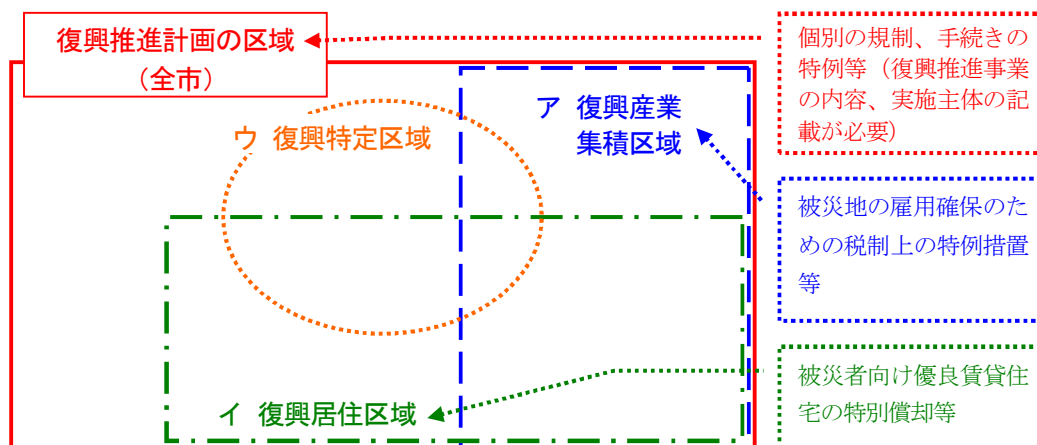 復興推進計画の区域
（全市）
ア 復興産業
集積区域
ウ 復興特定区域
イ 復興居住区域
個別の規制、手続きの
特例等（復興推進事業
の内容、実施主体の記
載が必要）
被災地の雇用確保のた
めの税制上の特例措置
等
被災者向け優良賃貸住
宅の特別償却等